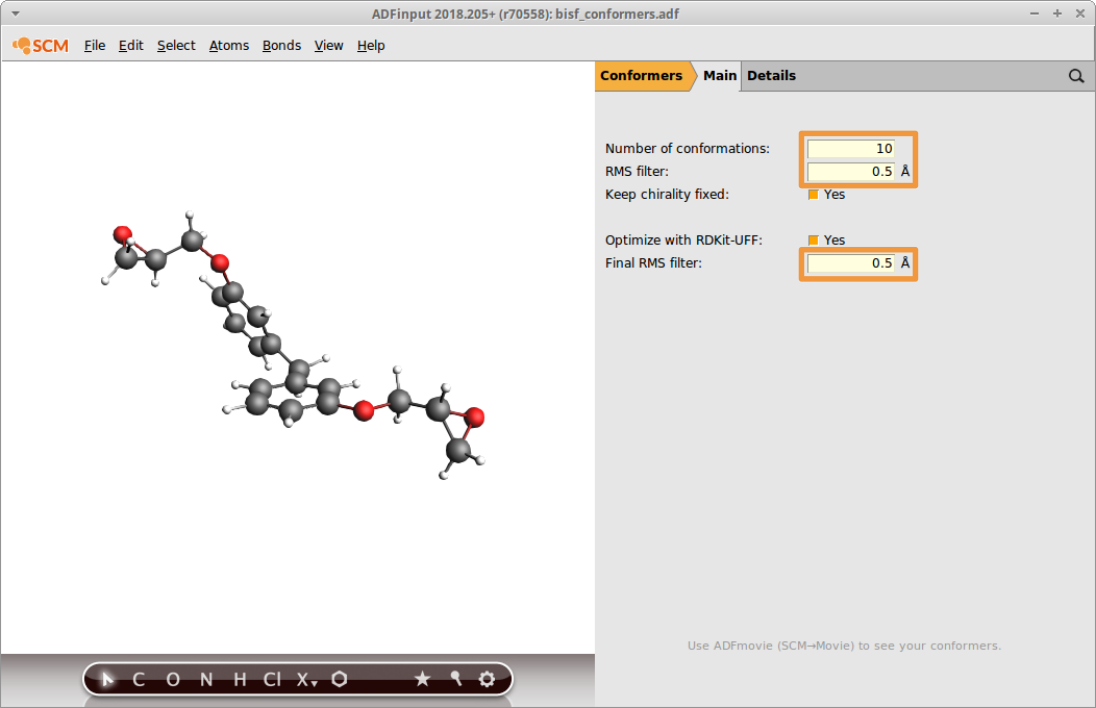 ADFinput 2018.205+ (r70558): bisf_conformers.adf
SCM File Edit Select Atoms Bonds View Help
Conformers Main Details
Number of conformations: 10
RMS filter: 0.5 Å
Keep chirality fixed: Yes
Optimize with RDKit-UFF: Yes
Final RMS filter: 0.5 Å
Use ADFmovie (SCM→Movie) to see your conformers.
C O N H Cl X